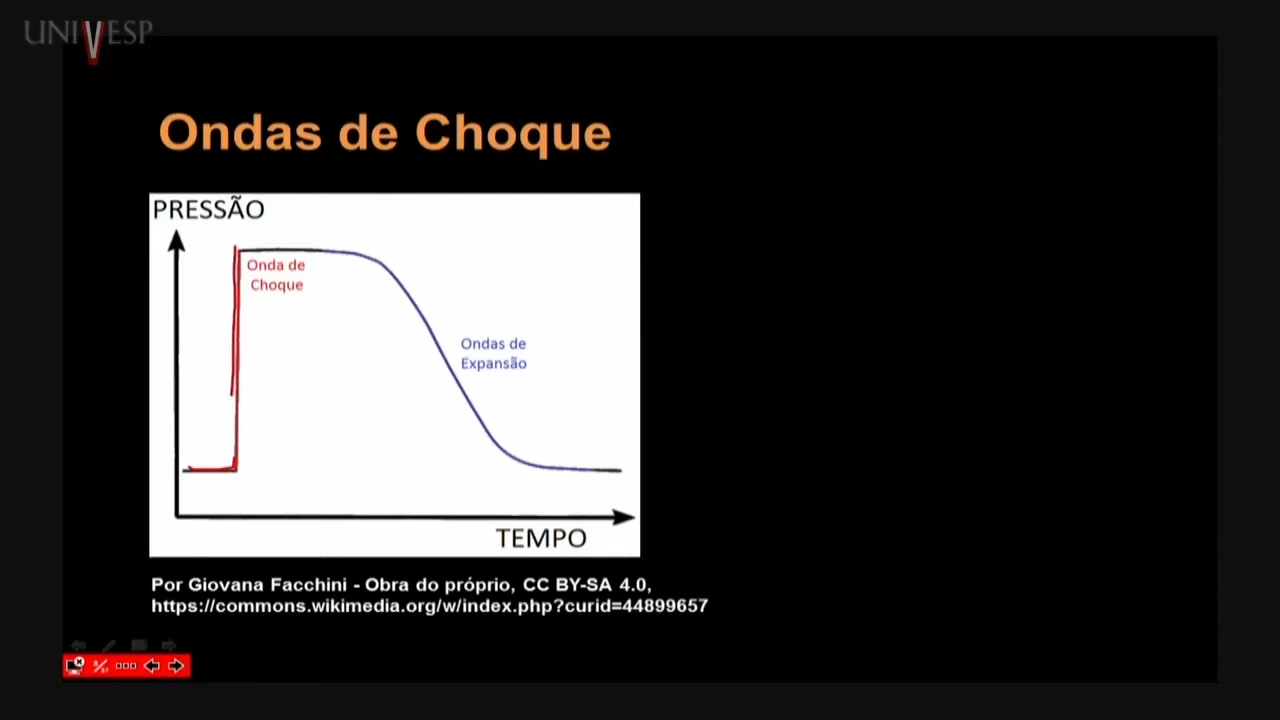 UNIVESP
Ondas de Choque
PRESSÃO
Onda de
Choque
Ondas de
Expansão
TEMPO
Por Giovana Facchini - Obra do próprio, CC BY-SA 4.0,
https://commons.wikimedia.org/w/index.php?curid=44899657